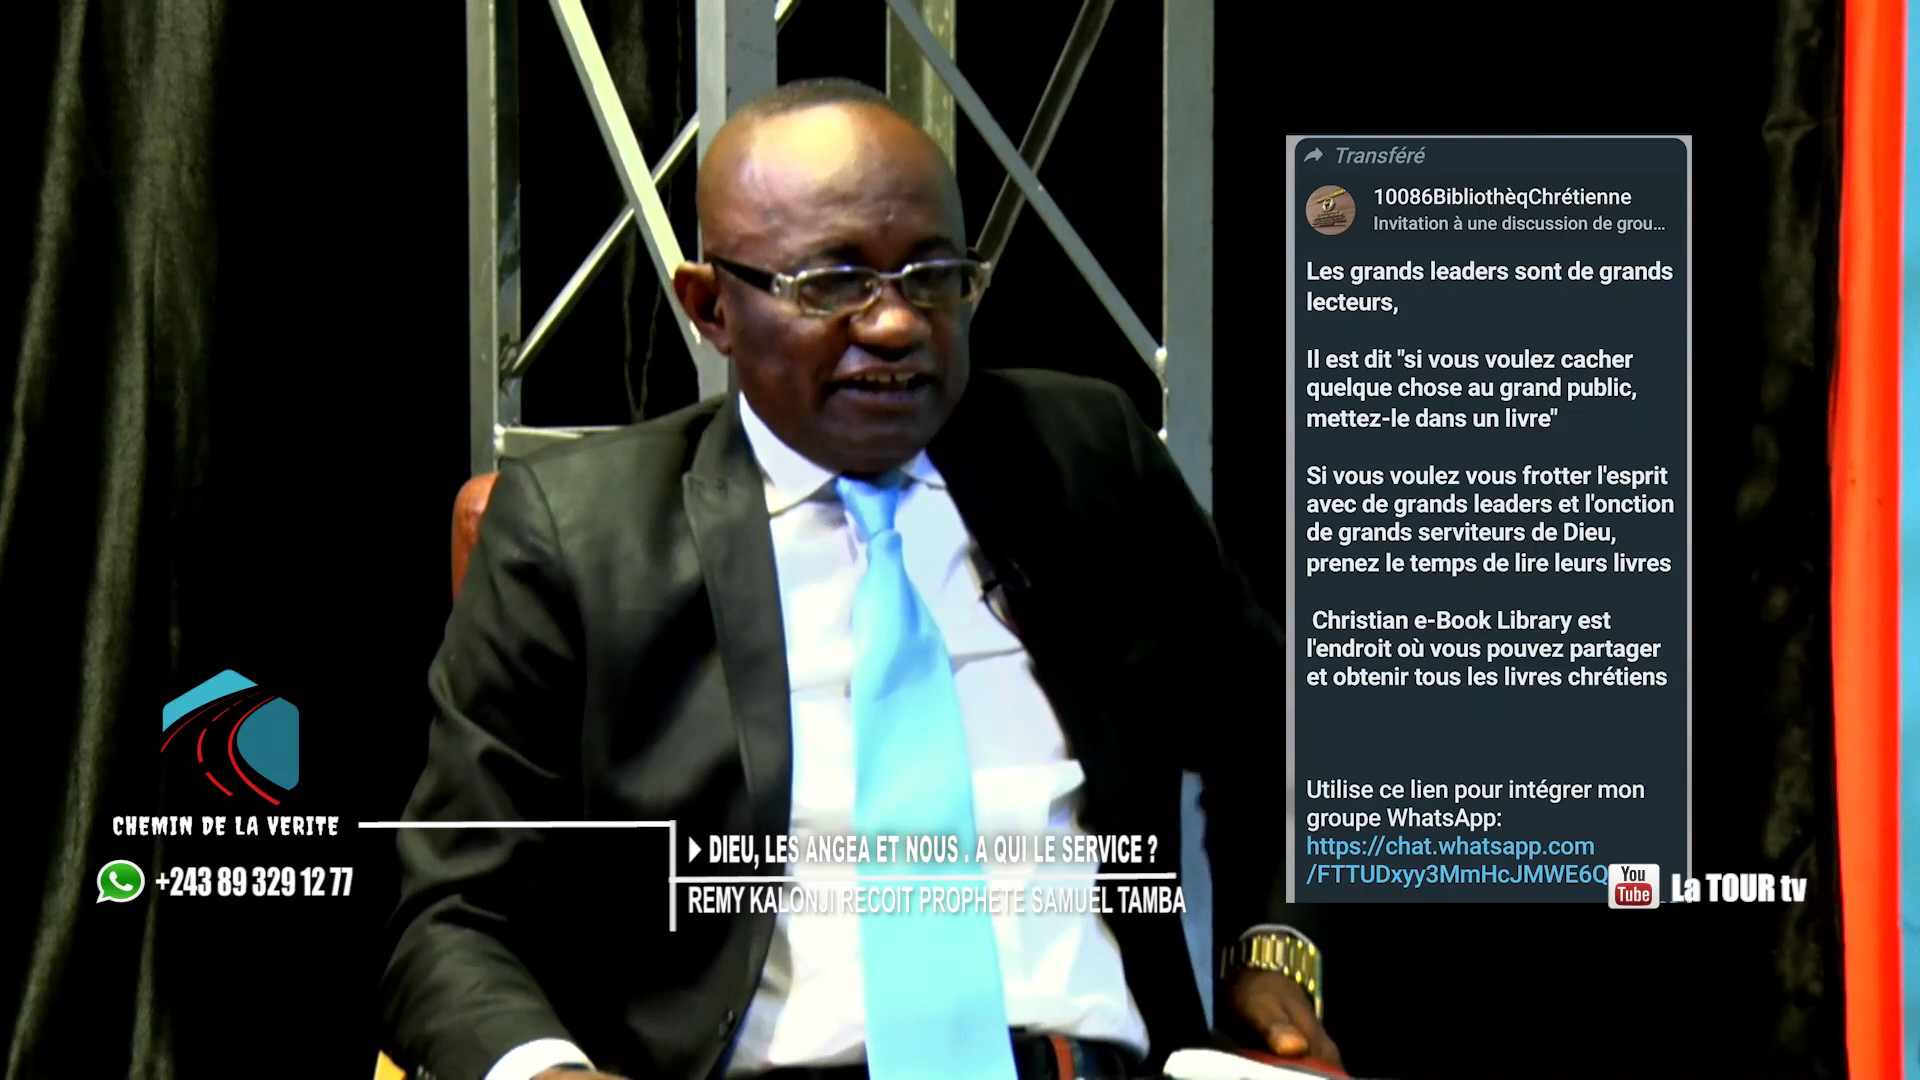 Transféré
10086BibliothèqChrétienne
Invitation à une discussion de grou...
Les grands leaders sont de grands
lecteurs,
Il est dit "si vous voulez cacher
quelque chose au grand public,
mettez-le dans un livre"
Si vous voulez vous frotter l'esprit
avec de grands leaders et l'onction
de grands serviteurs de Dieu,
prenez le temps de lire leurs livres
Christian e-Book Library est
l'endroit où vous pouvez partager
et obtenir tous les livres chrétiens
Utilise ce lien pour intégrer mon
groupe WhatsApp:
https://chat.whatsapp.com
/FTTUDxyy3MmHcJMWE6Q
You
Tube
La TOUR tv
CHEMIN DE LA VERITE
+243 89 329 12 77
DIEU, LES ANGEA ET NOUS . A QUI LE SERVICE ?
REMY KALONJI RECOIT PROPHETE SAMUEL TAMBA